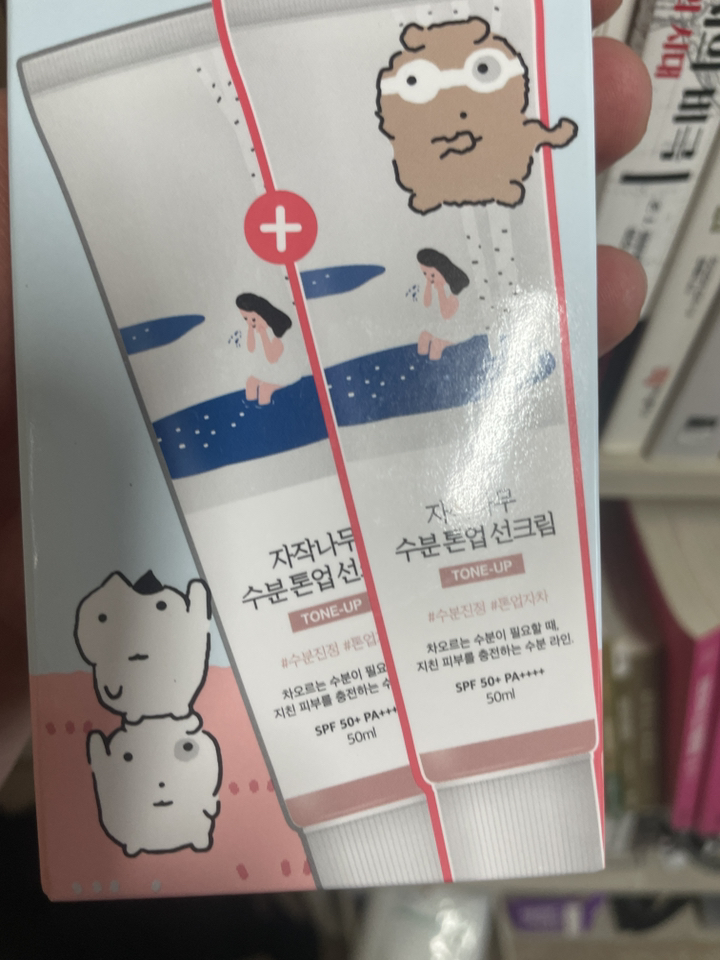 자작나무
수분 톤업 선
TONE-UP
#수분진정 #톤업
차오르는 수분이 필요
지친 피부를 충전하는 수
SPF 50+ PA+++
50ml
자작나무
수분 톤업 선크림
TONE-UP
#수분진정 #톤업자차
차오르는 수분이 필요할 때,
지친 피부를 충전하는 수분 라인.
SPF 50+ PA++++
50ml